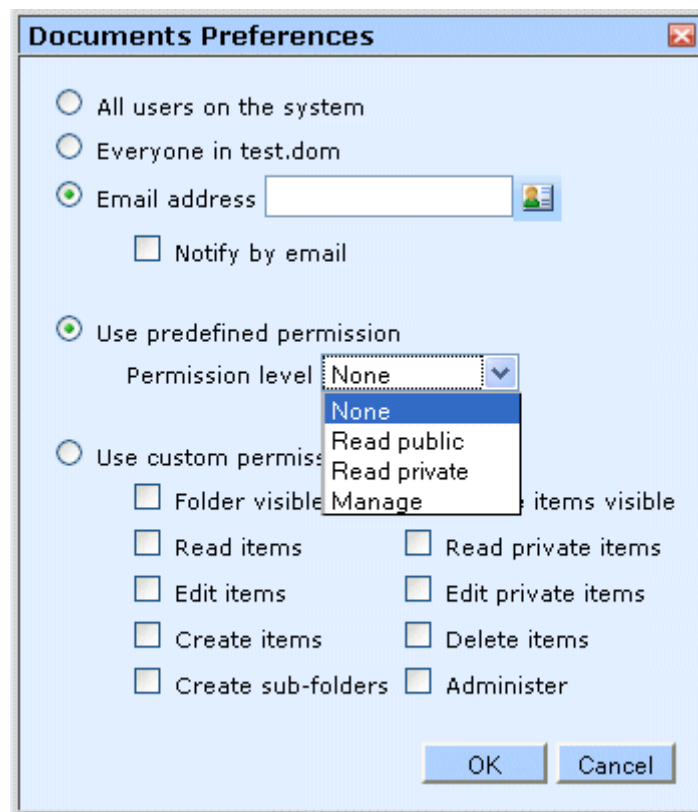 Documents Preferences
All users on the system
Everyone in test.dom
Email address
Notify by email
Use predefined permission
Permission level None
None
Read public
Read private
Manage
Use custom
Folder visible items visible
Read items Read private items
Edit items Edit private items
Create items Delete items
Create sub-folders Administer
OK Cancel